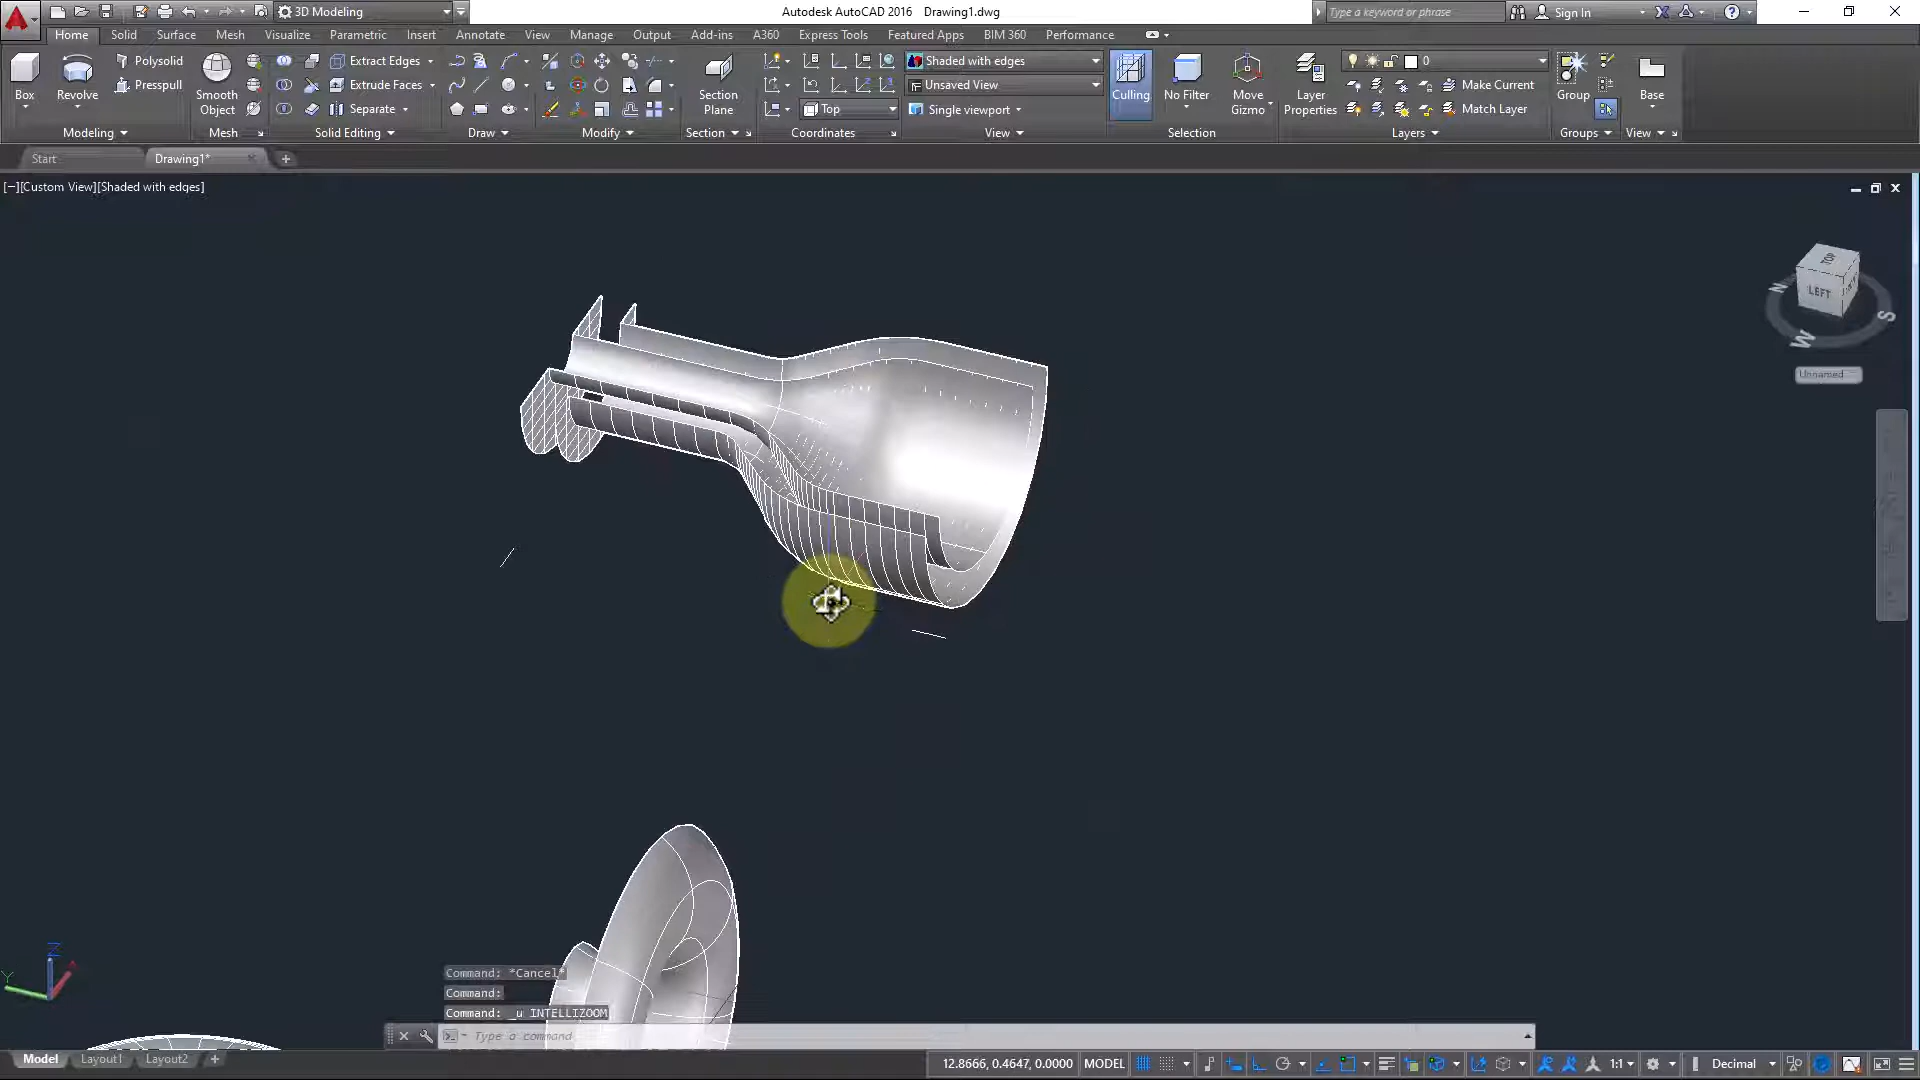 3D Modeling
Autodesk AutoCAD 2016 Drawing1.dwg
Type a keyword or phrase
Sign In
Home Solid Surface Mesh Visualize Parametric Insert Annotate View Manage Output Add-ins A360 Express Tools Featured Apps BIM 360 Performance
Box
Revolve
Polysolid
Presspull
Smooth Object
Extract Edges
Extrude Faces
Separate
Section Plane
Top
Shaded with edges
Unsaved View
Single viewport
Culling
No Filter
Move Gizmo
Layer Properties
0
Make Current
Match Layer
Group
Base
Modeling Mesh Solid Editing Draw Modify Section Coordinates View Selection Layers Groups View
Start Drawing1*
[−][Custom View][Shaded with edges]
TOP
LEFT
N
S
W
Unnamed
Z
Y
Command: *Cancel*
Command:
Command: _u INTELLIZOOM
Type a command
Model Layout1 Layout2
12.8666, 0.4647, 0.0000 MODEL 1:1 Decimal